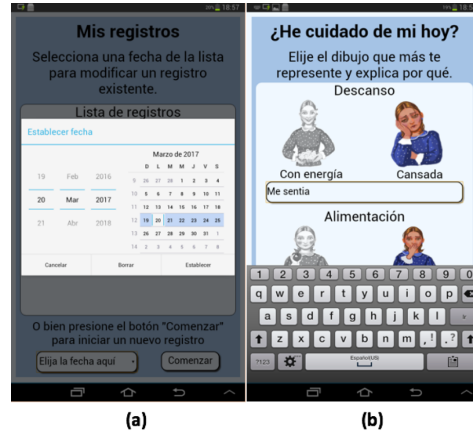 18:57
Mis registros
Selecciona una fecha de la lista
para modificar un registro
existente.
Lista de registros
Establecer fecha
Marzo de 2017
D L M J V S
19 Feb 2016
20 Mar 2017
21 Abr 2018
9 26 27 28 1 2 3 4
10 5 6 7 8 9 10 11
11 12 13 14 15 16 17 18
12 19 20 21 22 23 24 25
13 26 27 28 29 30 31 1
14 2 3 4 5 6 7 8
Cancelar Borrar Establecer
O bien presione el botón "Comenzar"
para iniciar un nuevo registro
Elija la fecha aquí
Comenzar
(a)
¿He cuidado de mi hoy?
Elije el dibujo que más te
represente y explica por qué.
Descanso
Con energía Cansada
Me sentia
Alimentación
1 2 3 4 5 6 7 8 9 0
q w e r t y u i o p
a s d f g h j k l
z x c v b n m , ! . ?
?123 Español(US)
(b)